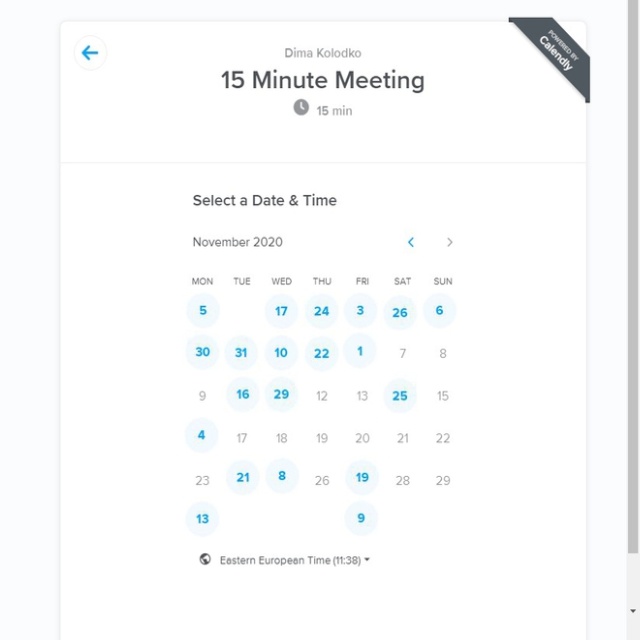 Dima Kolodko
15 Minute Meeting
15 min
POWERED BY
Calendly
Select a Date & Time
November 2020 < >
MON TUE WED THU FRI SAT SUN
5 17 24 3 26 6
30 31 10 22 1 7 8
9 16 29 12 13 25 15
4 17 18 19 20 21 22
23 21 8 26 19 28 29
13 9
Eastern European Time (11:38)